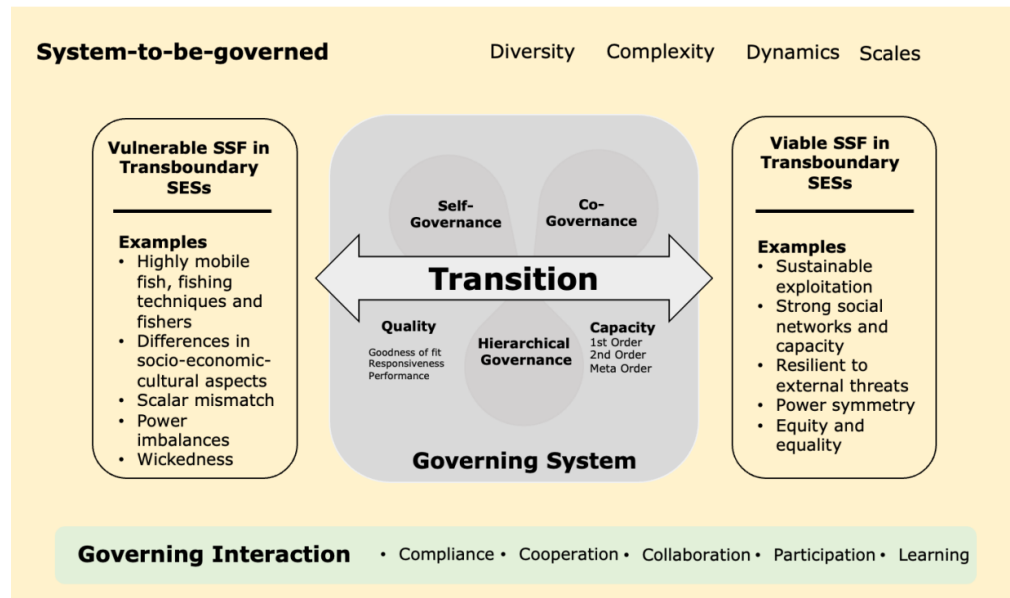 System-to-be-governed
Diversity Complexity Dynamics Scales
Vulnerable SSF in
Transboundary
SESs
Examples
• Highly mobile
fish, fishing
techniques and
fishers
• Differences in
socio-economic-
cultural aspects
• Scalar mismatch
• Power
imbalances
• Wickedness
Self-
Governance
Co-
Governance
Transition
Quality
Goodness of fit
Responsiveness
Performance
Hierarchical
Governance
Capacity
1st Order
2nd Order
Meta Order
Governing System
Viable SSF in
Transboundary
SESs
Examples
• Sustainable
exploitation
• Strong social
networks and
capacity
• Resilient to
external threats
• Power symmetry
• Equity and
equality
Governing Interaction • Compliance • Cooperation • Collaboration • Participation • Learning